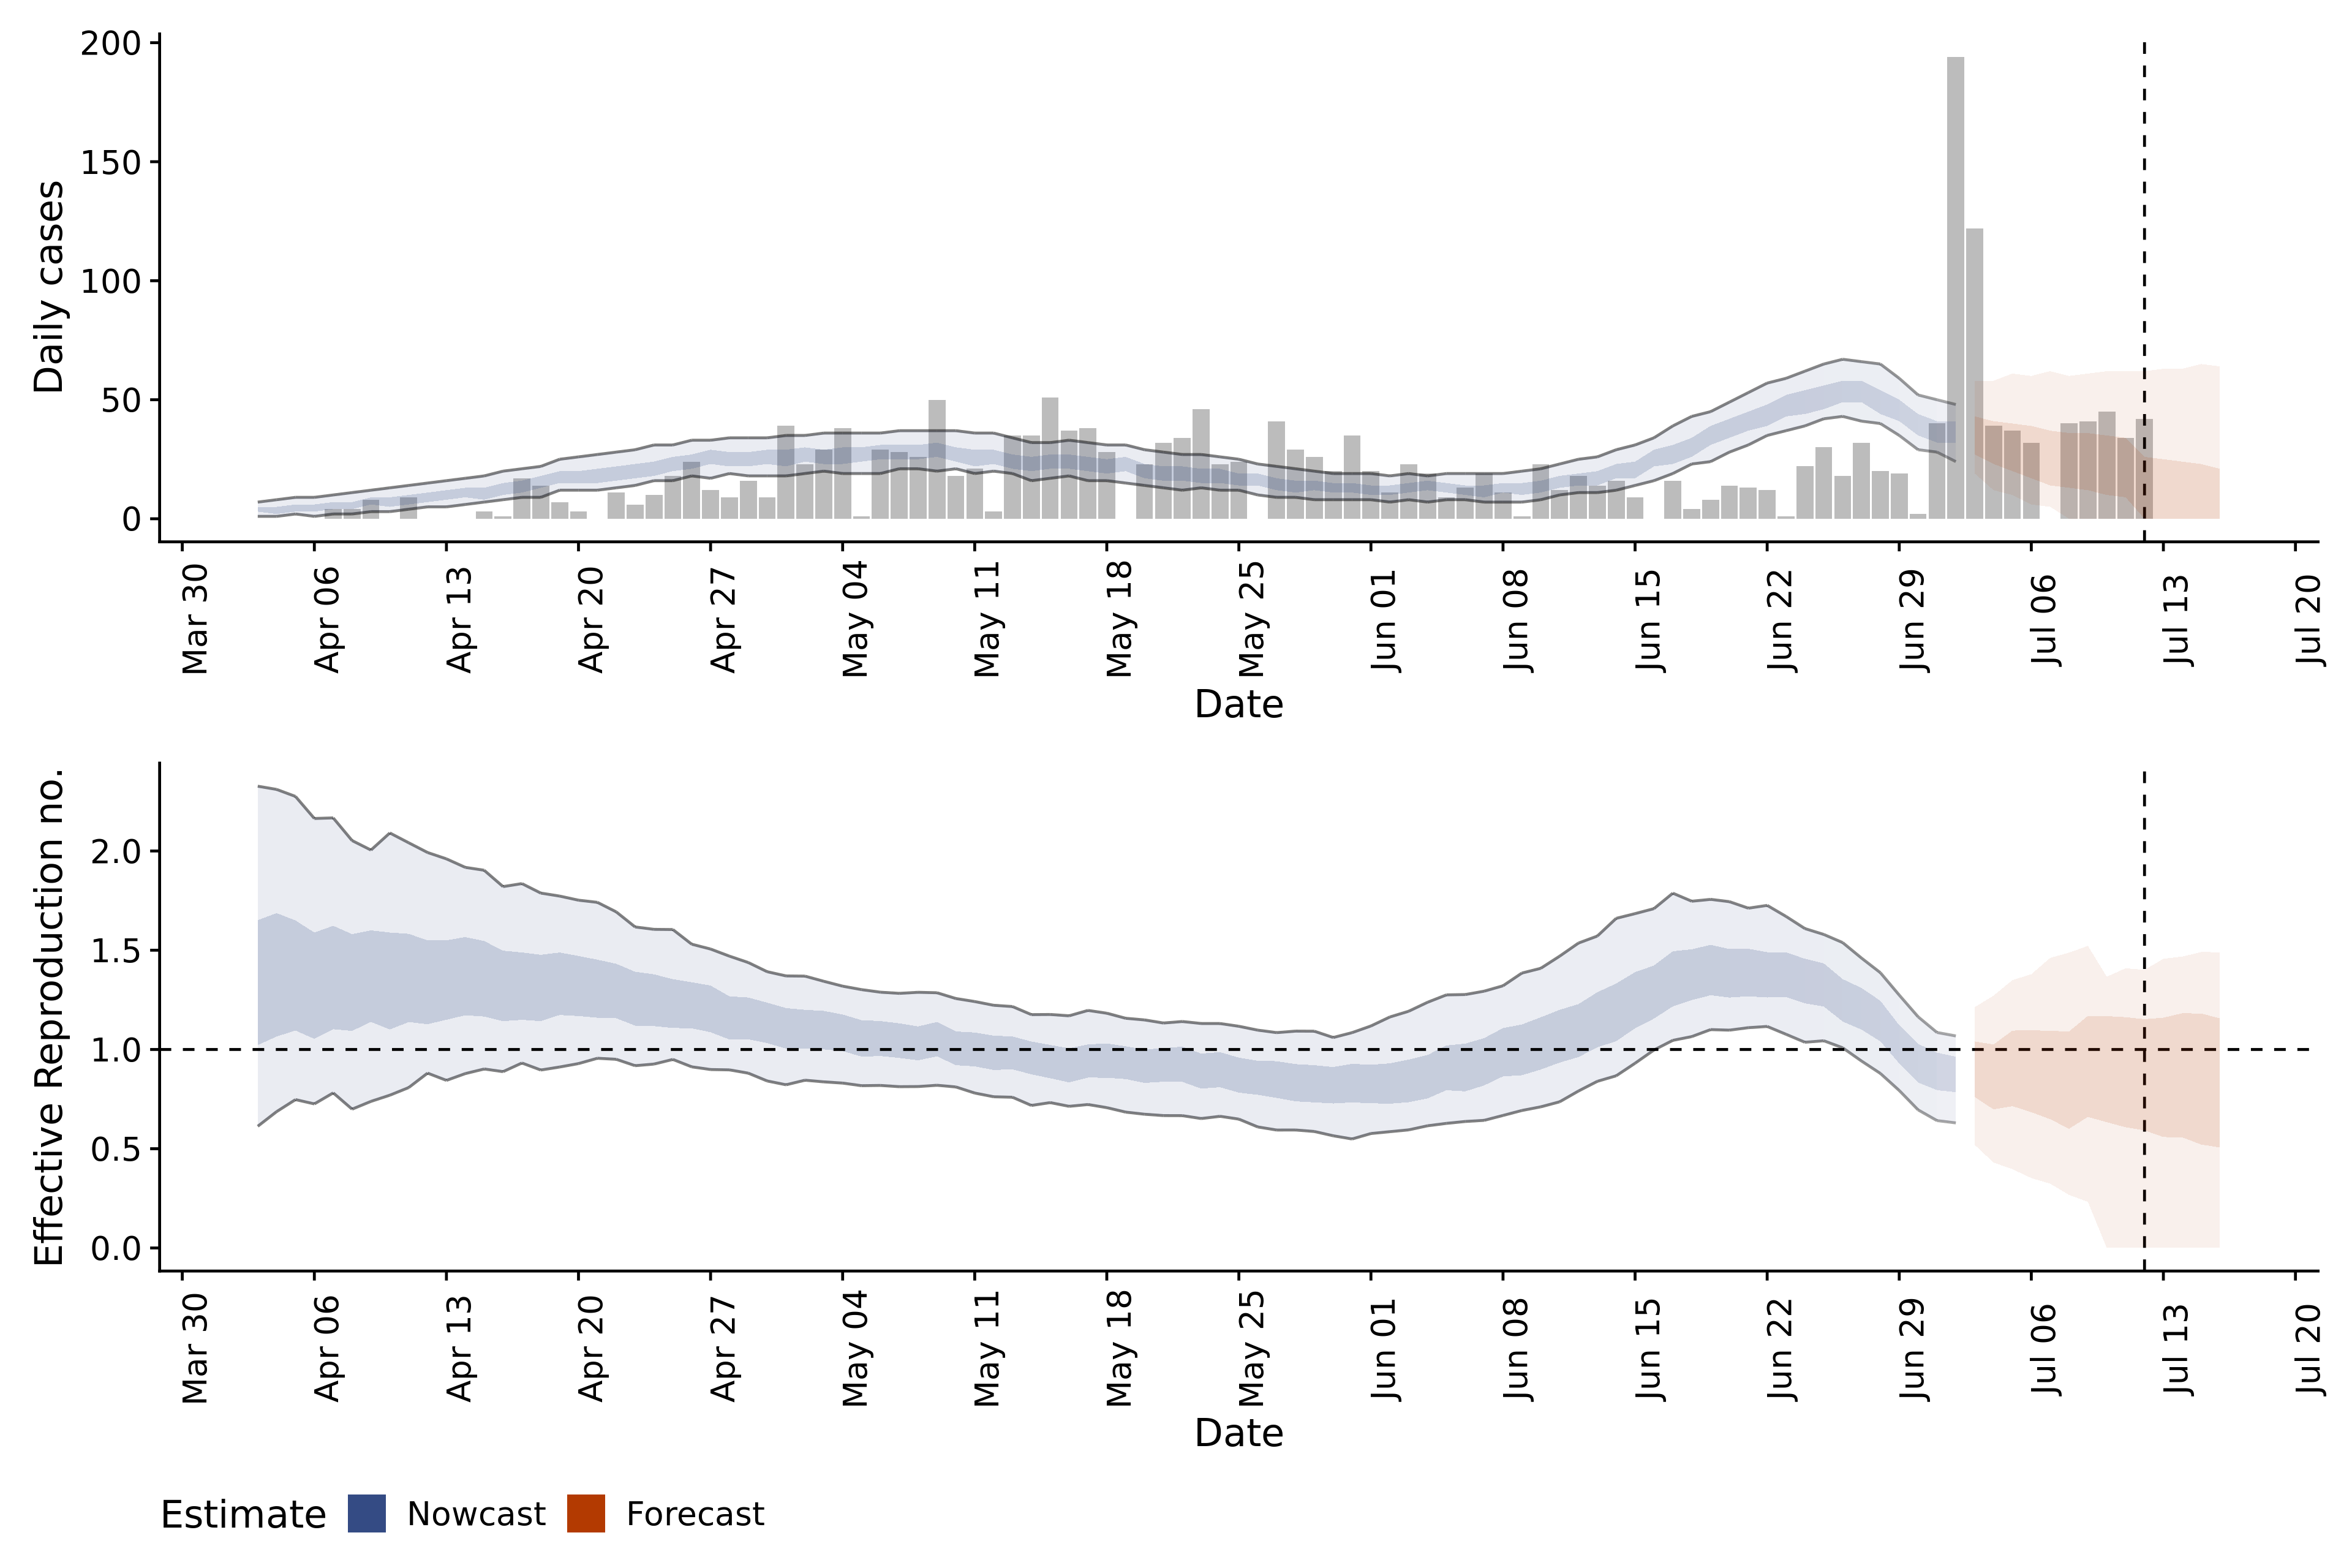 Daily cases
200
150
100
50
0
Mar 30 Apr 06 Apr 13 Apr 20 Apr 27 May 04 May 11 May 18 May 25 Jun 01 Jun 08 Jun 15 Jun 22 Jun 29 Jul 06 Jul 13 Jul 20
Date
Effective Reproduction no.
2.0
1.5
1.0
0.5
0.0
Mar 30 Apr 06 Apr 13 Apr 20 Apr 27 May 04 May 11 May 18 May 25 Jun 01 Jun 08 Jun 15 Jun 22 Jun 29 Jul 06 Jul 13 Jul 20
Date
Estimate Nowcast Forecast